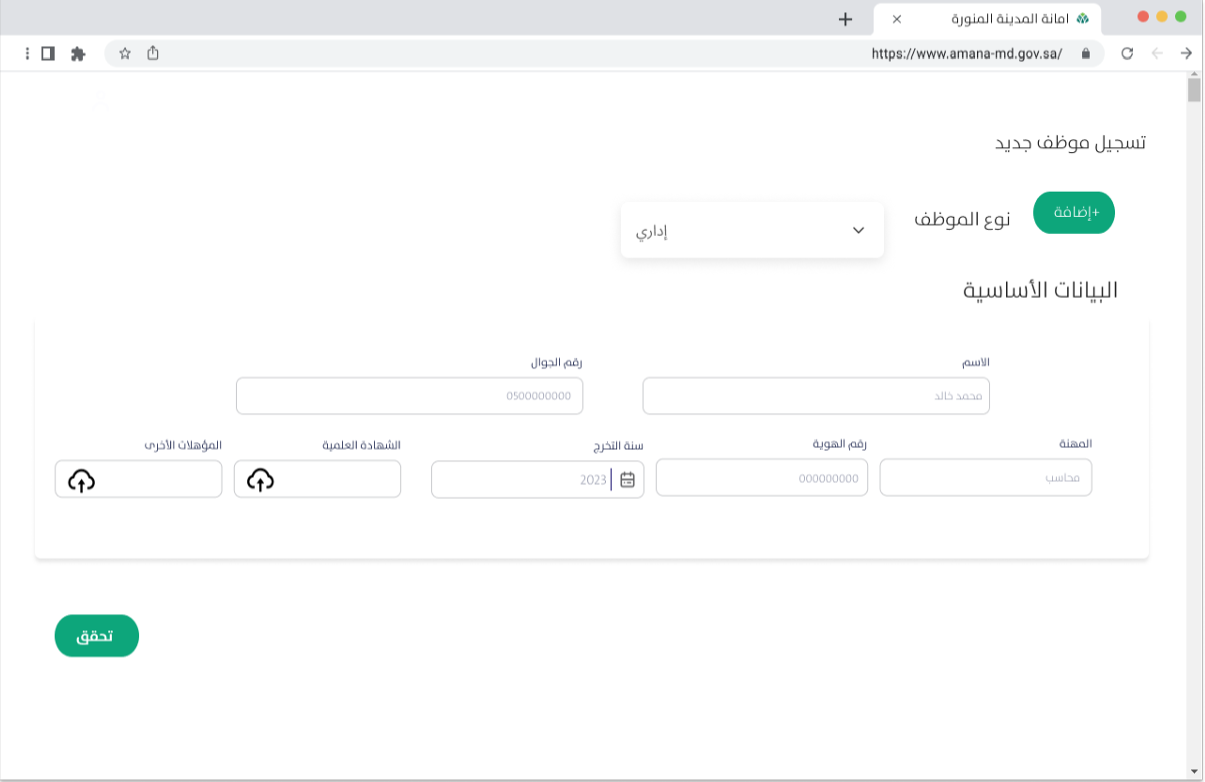 امانة المدينة المنورة
https://www.amana-md.gov.sa/
تسجيل موظف جديد
+إضافة
نوع الموظف
إداري
البيانات الأساسية
الاسم
رقم الجوال
محمد خالد
0500000000
المهنة
رقم الهوية
سنة التخرج
الشهادة العلمية
المؤهلات الأخرى
محاسب
000000000
2023
تحقق